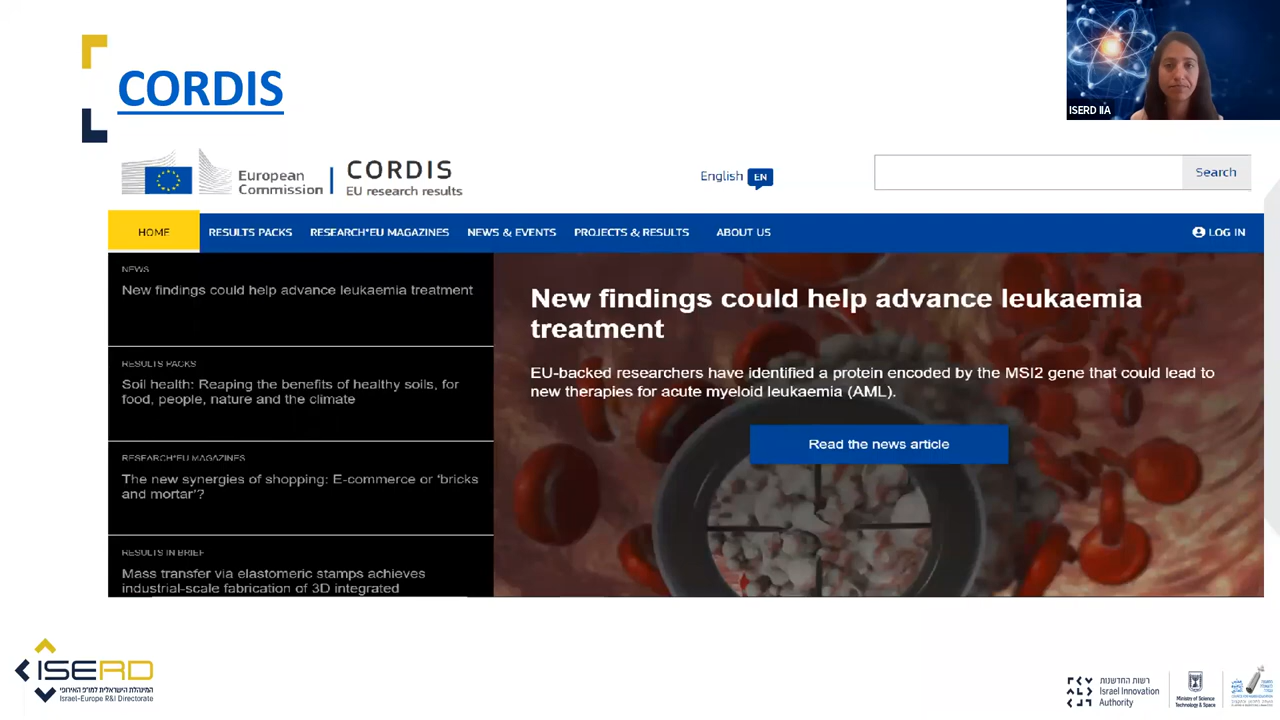 CORDIS
ISERD IIA
European
Commission
CORDIS
EU research results
English EN
Search
HOME RESULTS PACKS RESEARCH*EU MAGAZINES NEWS & EVENTS PROJECTS & RESULTS ABOUT US LOG IN
NEWS
New findings could help advance leukaemia treatment
RESULTS PACKS
Soil health: Reaping the benefits of healthy soils, for
food, people, nature and the climate
RESEARCH*EU MAGAZINES
The new synergies of shopping: E-commerce or 'bricks
and mortar'?
RESULTS IN BRIEF
Mass transfer via elastomeric stamps achieves
industrial-scale fabrication of 3D integrated
New findings could help advance leukaemia
treatment
EU-backed researchers have identified a protein encoded by the MSI2 gene that could lead to
new therapies for acute myeloid leukaemia (AML).
Read the news article
ISERD
המינהלת הישראלית למו"פ האירופי
Israel-Europe R&I Directorate
רשות החדשנות
Israel Innovation
Authority
Ministry of Science
Technology & Space